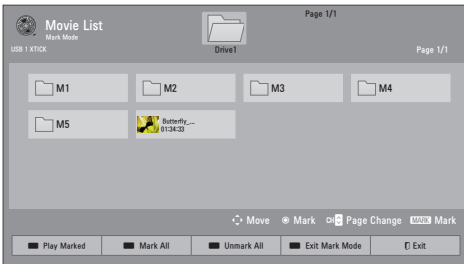 Movie List
Page 1/1
Mark Mode
USB 1 XTICK
Drive1
Page 1/1
M1
M2
M3
M4
M5
Butterfly_...
01:34:33
Move
Mark
CH
Page Change
MARK
Mark
Play Marked
Mark All
Unmark All
Exit Mark Mode
Exit